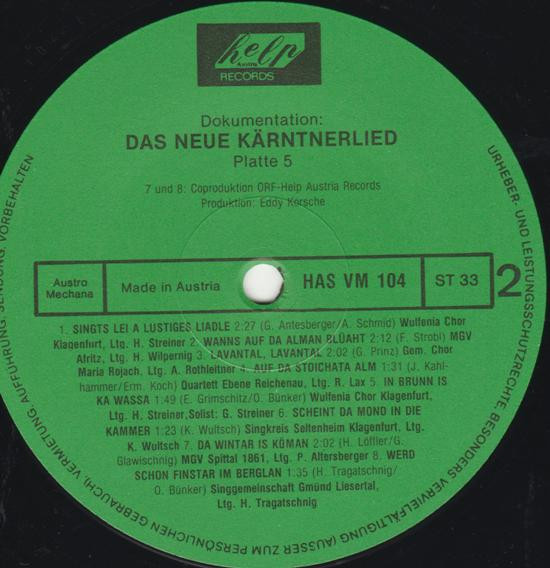 help
Austria
RECORDS
Dokumentation:
DAS NEUE KÄRNTNERLIED
Platte 5
7 und 8: Coproduktion ORF-Help Austria Records
Produktion: Eddy Korsche
Austro
Mechana
Made in Austria
HAS VM 104
ST 33
2
1. SINGTS LEI A LUSTIGES LIADLE 2:27 (G. Antesberger/A. Schmid) Wulfenia Chor
Klagenfurt, Ltg. H. Streiner 2. WANNS AUF DA ALMAN BLÜAHT 2:12 (F. Strobl) MGV
Afritz, Ltg. H. Wilpernig 3. LAVANTAL, LAVANTAL 2:02 (G. Prinz) Gem. Chor
Maria Rojach, Ltg. A. Rothleitner 4. AUF DA STOICHATA ALM 1:31 (J. Kahl-
hammer/Erm. Koch) Quartett Ebene Reichenau, Ltg. R. Lax 5. IN BRUNN IS
KA WASSA 1:49 (E. Grimschitz/O. Bünker) Wulfenia Chor Klagenfurt,
Ltg. H. Streiner, Solist: G. Streiner 6. SCHEINT DA MOND IN DIE
KAMMER 1:23 (K. Wultsch) Singkreis Seltenheim Klagenfurt, Ltg.
K. Wultsch 7. DA WINTAR IS KÜMAN 2:02 (H. Löffler/G.
Glawischnig) MGV Spittal 1861, Ltg. P. Altersberger 8. WERD
SCHON FINSTAR IM BERGLAN 1:35 (H. Tragatschnig/
O. Bünker) Singgemeinschaft Gmünd Liesertal,
Ltg. H. Tragatschnig
URHEBER- UND LEISTUNGSSCHUTZRECHTE, BESONDERS VERVIELFÄLTIGUNG (AUSSER ZUM PERSÖNLICHEN GEBRAUCH), VERMIETUNG, AUFFÜHRUNG, SENDUNG, VORBEHALTEN